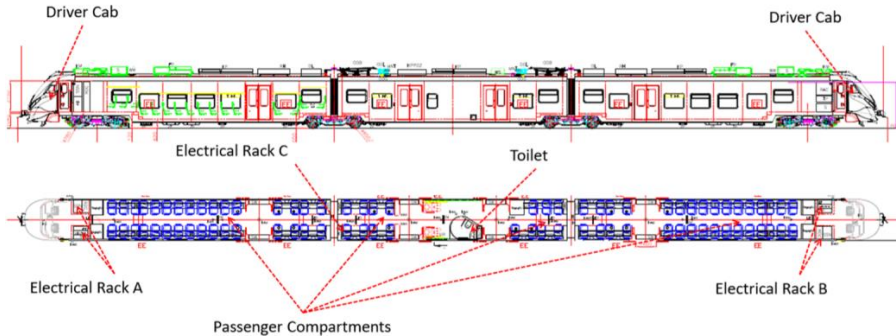 Driver Cab
Driver Cab
Electrical Rack C
Toilet
Electrical Rack A
Electrical Rack B
Passenger Compartments